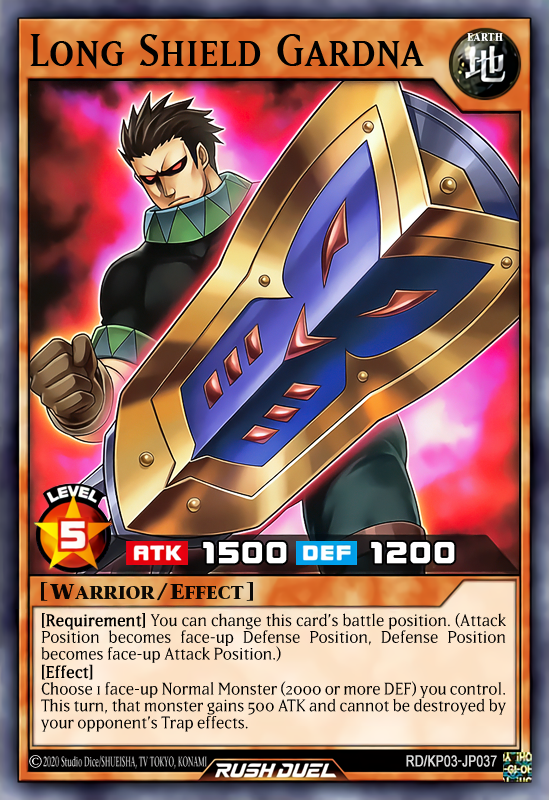 LONG SHIELD GARDNA
EARTH
地
LEVEL
5
ATK 1500 DEF 1200
[WARRIOR/EFFECT]
[Requirement] You can change this card's battle position. (Attack
Position becomes face-up Defense Position, Defense Position
becomes face-up Attack Position.)
[Effect]
Choose 1 face-up Normal Monster (2000 or more DEF) you control.
This turn, that monster gains 500 ATK and cannot be destroyed by
your opponent's Trap effects.
©2020 Studio Dice/SHUEISHA, TV TOKYO, KONAMI
RUSH DUEL
RD/KP03-JP037